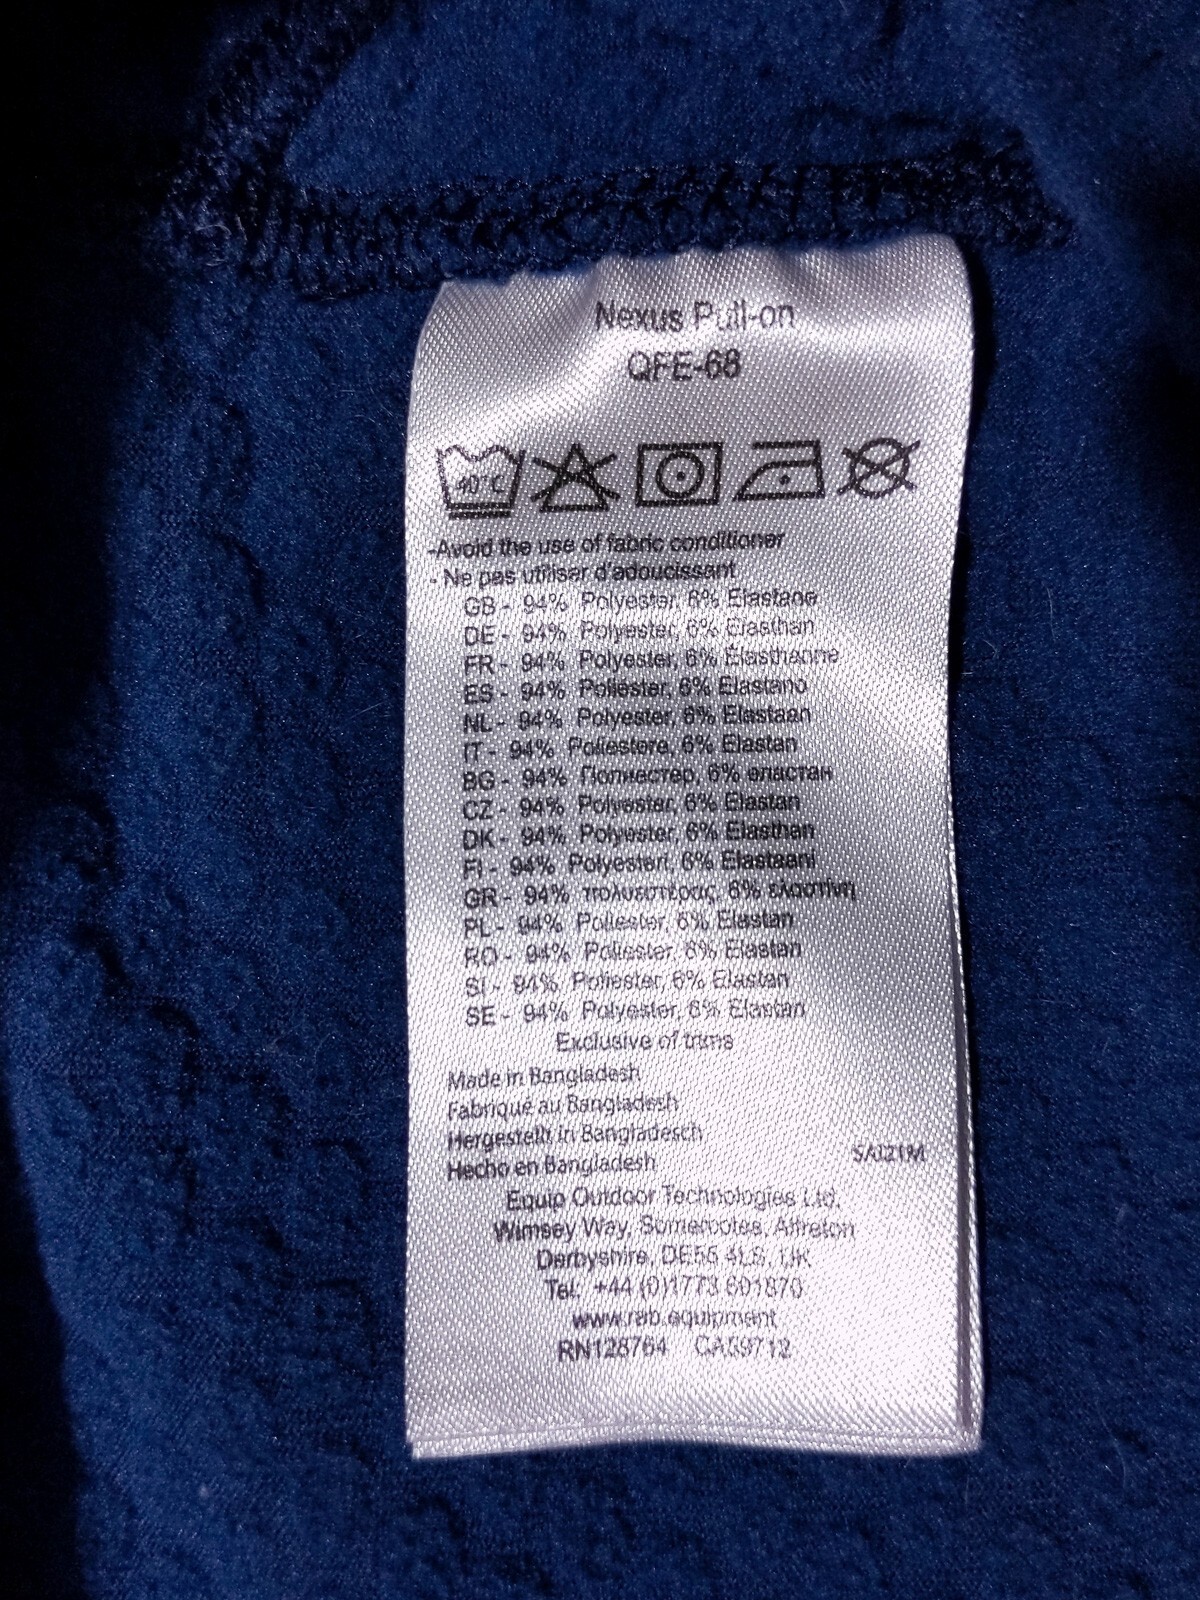 Nexus Pull-on
QFE-68
40°C
-Avoid the use of fabric conditioner
- Ne pas utiliser d'adoucissant
GB - 94% Polyester, 6% Elastane
DE - 94% Polyester, 6% Elasthan
FR - 94% Polyester, 6% Élasthanne
ES - 94% Poliéster, 6% Elastano
NL - 94% Polyester, 6% Elastaan
IT - 94% Poliestere, 6% Elastan
BG - 94% Полиестер, 6% еластан
CZ - 94% Polyester, 6% Elastan
DK - 94% Polyester, 6% Elasthan
FI - 94% Polyesteri, 6% Elastaani
GR - 94% πολυεστέρας, 6% ελαστίνη
PL - 94% Poliester, 6% Elastan
RO - 94% Poliester, 6% Elastan
SI - 94% Poliester, 6% Elastan
SE - 94% Polyester, 6% Elastan
Exclusive of trims
Made in Bangladesh
Fabriqué au Bangladesh
Hergestellt in Bangladesch
Hecho en Bangladesh SAI21M
Equip Outdoor Technologies Ltd.
Wimsey Way, Somercotes, Alfreton
Derbyshire, DE55 4LS, UK
Tel: +44 (0)1773 601870
www.rab.equipment
RN128764 CA59712